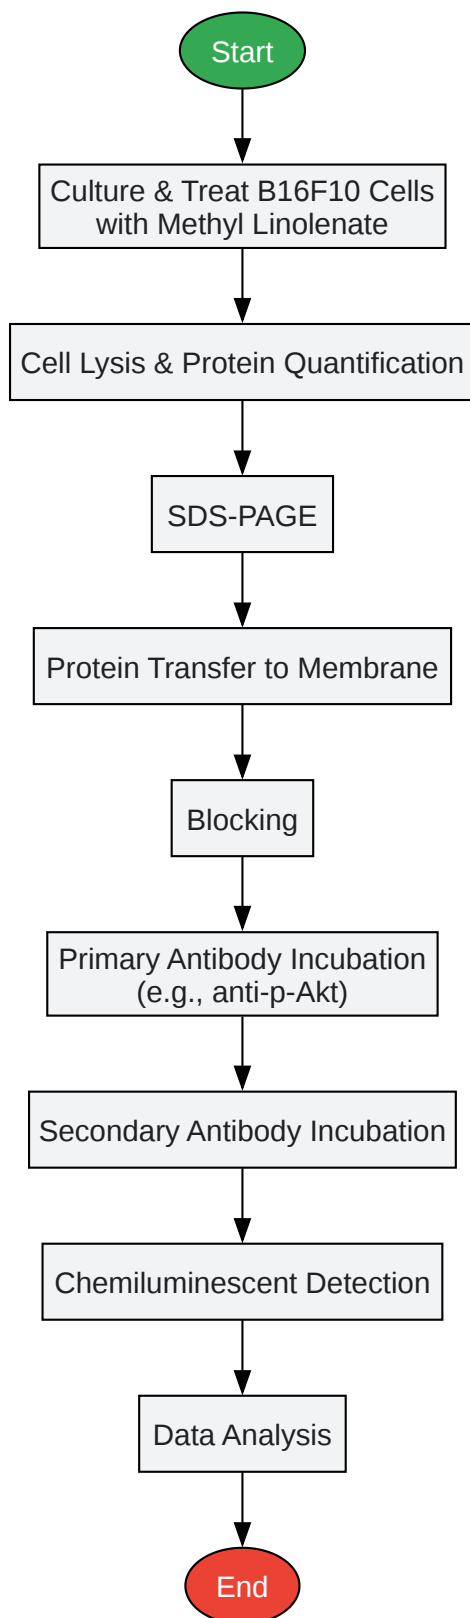 Start
Culture & Treat B16F10 Cells
with Methyl Linolenate
Cell Lysis & Protein Quantification
SDS-PAGE
Protein Transfer to Membrane
Blocking
Primary Antibody Incubation
(e.g., anti-p-Akt)
Secondary Antibody Incubation
Chemiluminescent Detection
Data Analysis
End